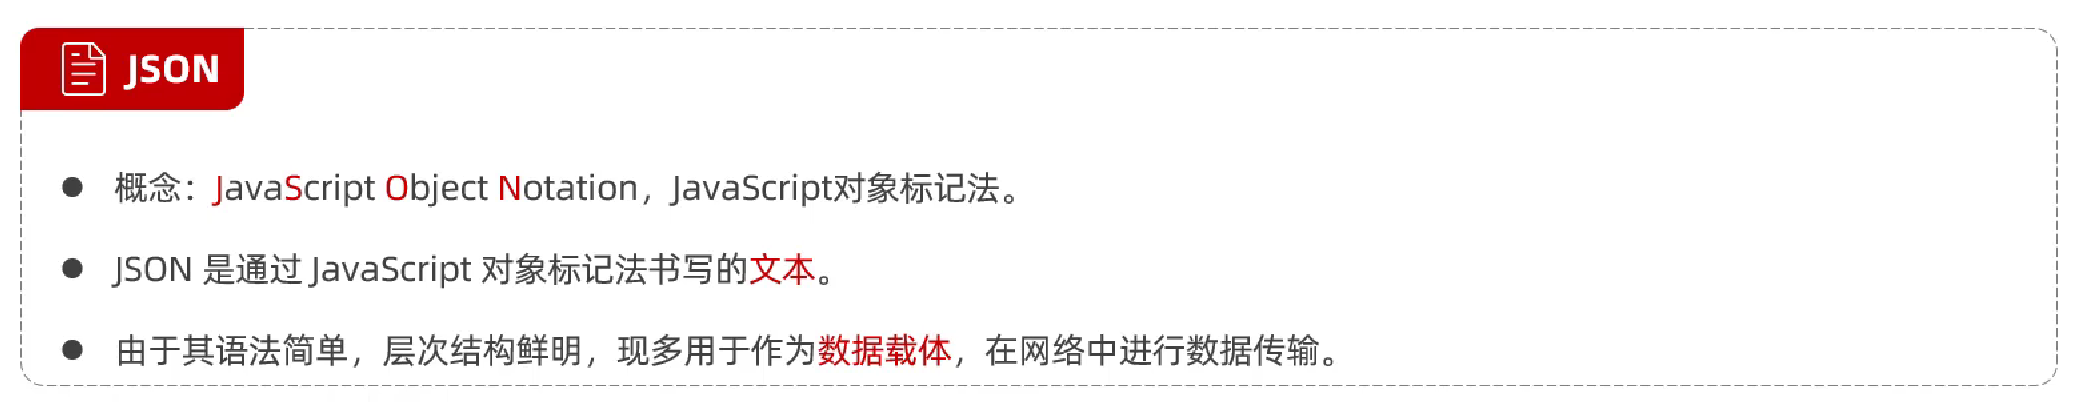 JSON
概念：JavaScript Object Notation，JavaScript对象标记法。
JSON 是通过 JavaScript 对象标记法书写的文本。
由于其语法简单，层次结构鲜明，现多用于作为数据载体，在网络中进行数据传输。